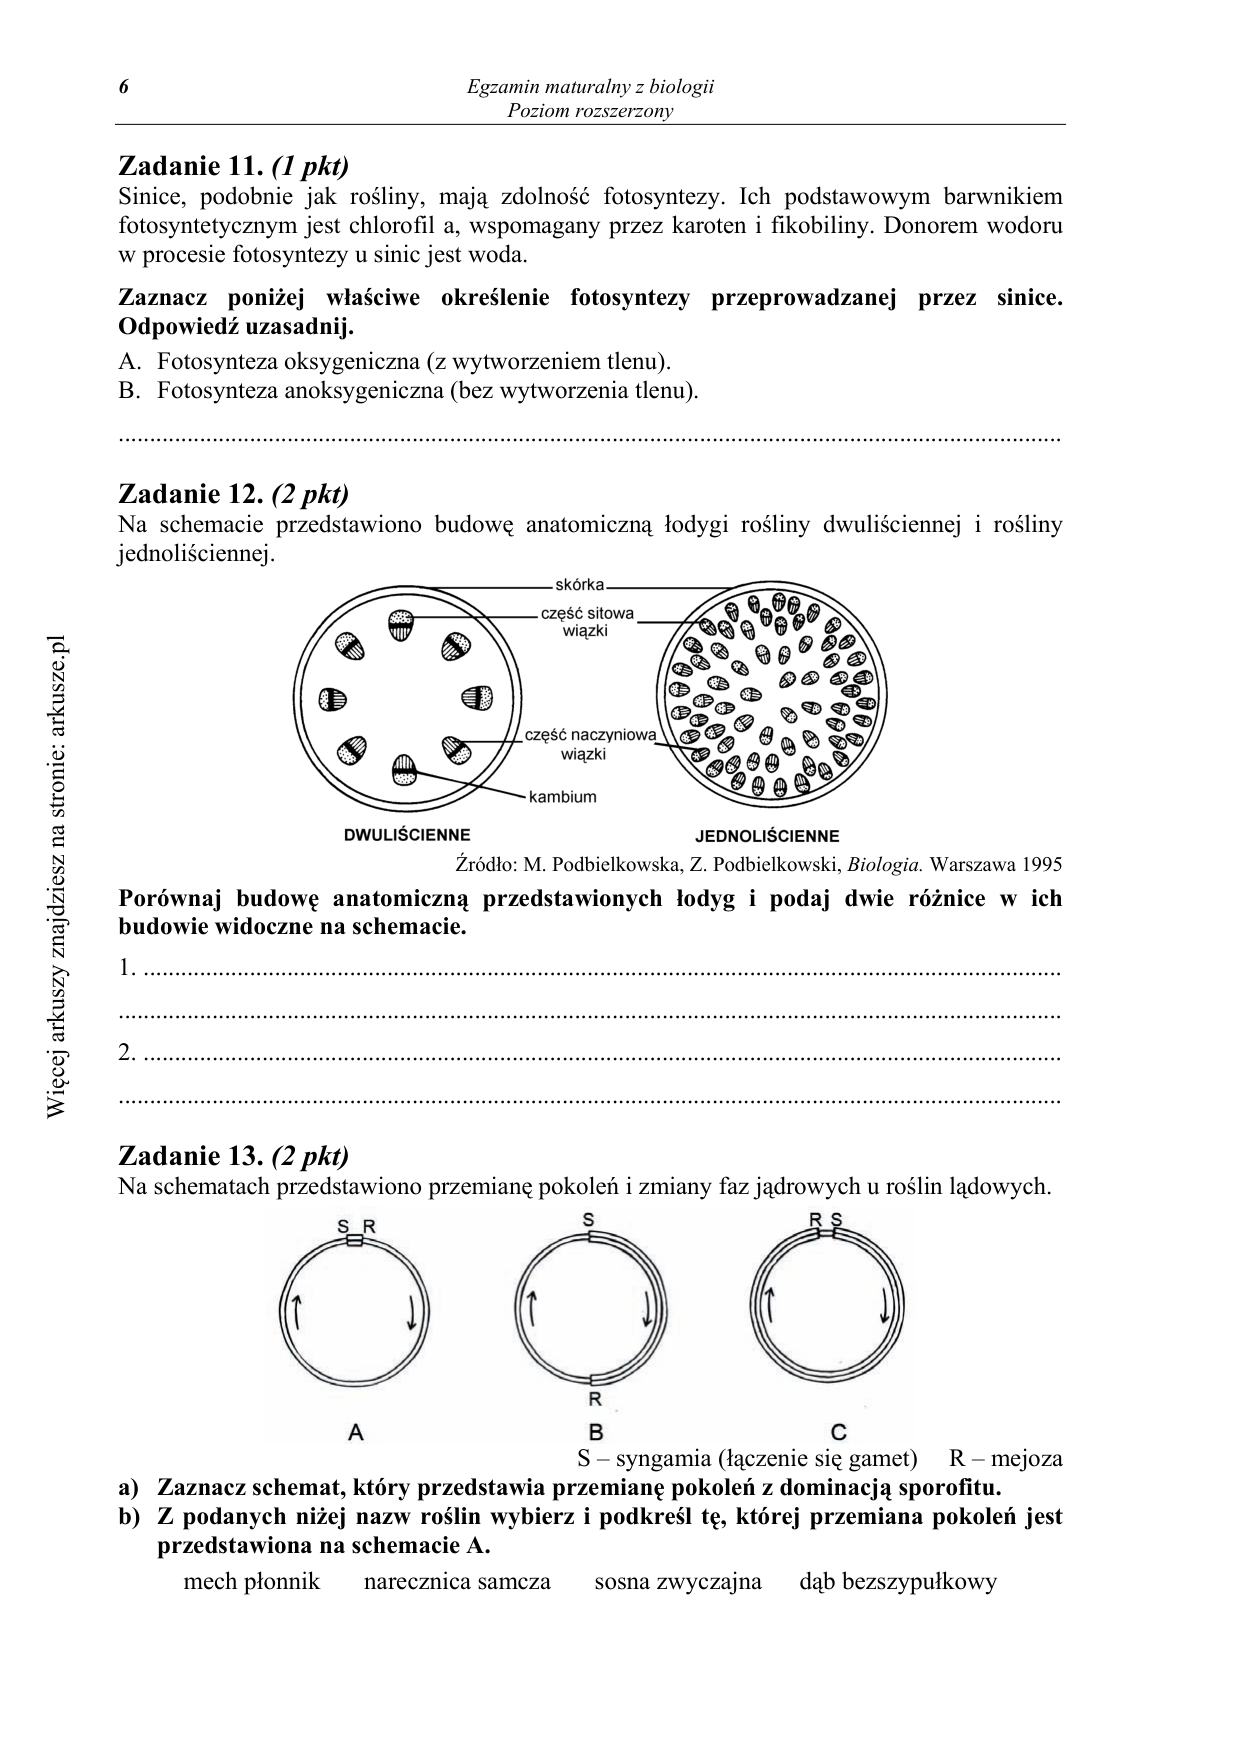 6
Egzamin maturalny z biologii
Poziom rozszerzony
Zadanie 11. (1 pkt)
Sinice, podobnie jak rośliny, mają zdolność fotosyntezy. Ich podstawowym barwnikiem
fotosyntetycznym jest chlorofil a, wspomagany przez karoten i fikobiliny. Donorem wodoru
w procesie fotosyntezy u sinic jest woda.
Zaznacz poniżej właściwe określenie fotosyntezy przeprowadzanej przez sinice.
Odpowiedź uzasadnij.
A. Fotosynteza oksygeniczna (z wytworzeniem tlenu).
B. Fotosynteza anoksygeniczna (bez wytworzenia tlenu).
Zadanie 12. (2 pkt)
Na schemacie przedstawiono budowę anatomiczną łodygi rośliny dwuliściennej i rośliny
jednoliściennej.
skórka
część sitowa
wiązki
część naczyniowa
wiązki
kambium
DWULIŚCIENNE
JEDNOLIŚCIENNE
Źródło: M. Podbielkowska, Z. Podbielkowski, Biologia. Warszawa 1995
Porównaj budowę anatomiczną przedstawionych łodyg i podaj dwie różnice w ich
budowie widoczne na schemacie.
1.
2.
Zadanie 13. (2 pkt)
Na schematach przedstawiono przemianę pokoleń i zmiany faz jądrowych u roślin lądowych.
S R
S
R S
R
A
B
C
S – syngamia (łączenie się gamet) R – mejoza
a) Zaznacz schemat, który przedstawia przemianę pokoleń z dominacją sporofitu.
b) Z podanych niżej nazw roślin wybierz i podkreśl tę, której przemiana pokoleń jest
przedstawiona na schemacie A.
mech płonnik narecznica samcza sosna zwyczajna dąb bezszypułkowy
Więcej arkuszy znajdziesz na stronie: arkusze.pl